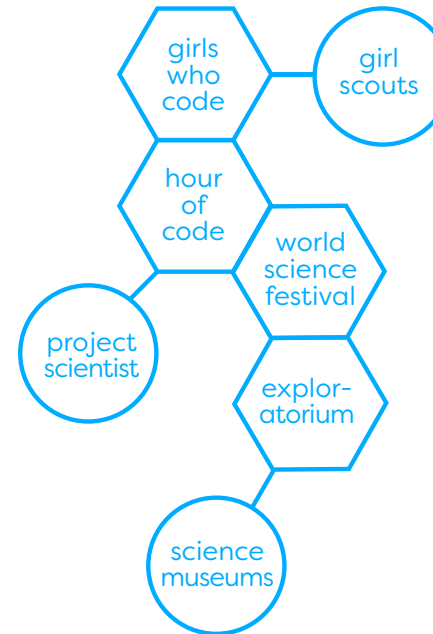 girls
who
code
girl
scouts
hour
of
code
world
science
festival
project
scientist
explor-
atorium
science
museums